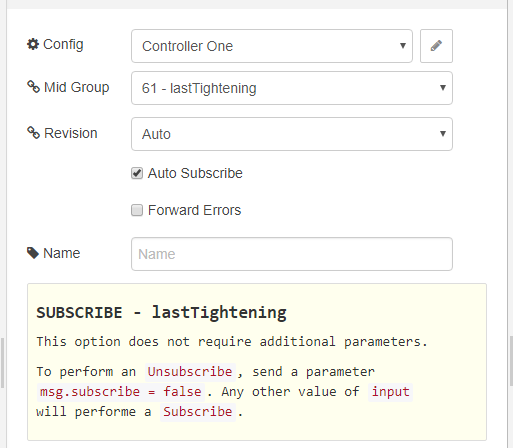 Config
Controller One
Mid Group
61 - lastTightening
Revision
Auto
Auto Subscribe
Forward Errors
Name
Name
SUBSCRIBE - lastTightening
This option does not require additional parameters.
To perform an Unsubscribe, send a parameter
msg.subscribe = false. Any other value of input
will performe a Subscribe.